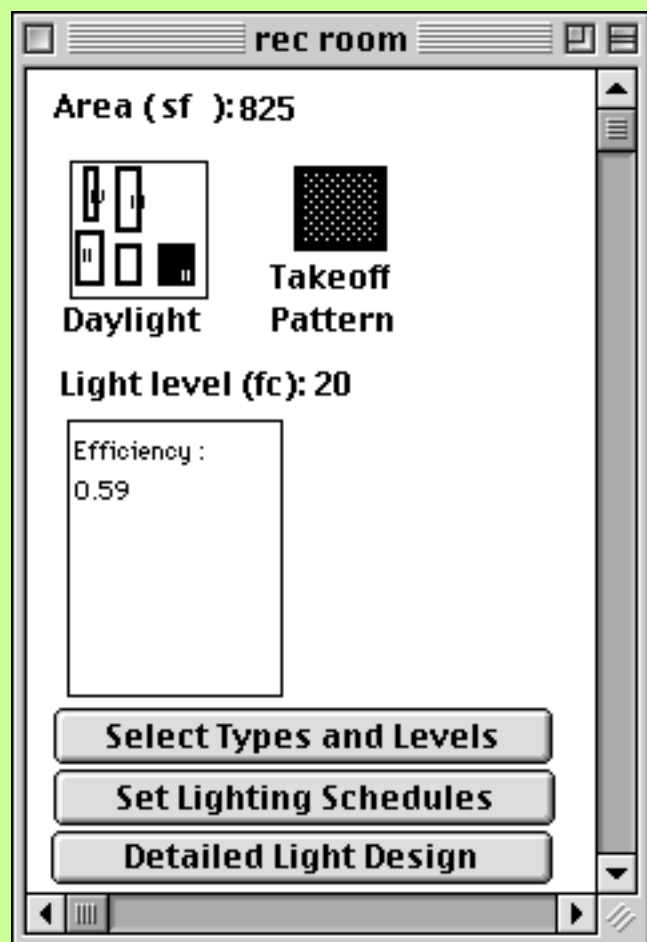 rec room
Area ( sf ): 825
Daylight
Takeoff
Pattern
Light level (fc): 20
Efficiency :
0.59
Select Types and Levels
Set Lighting Schedules
Detailed Light Design